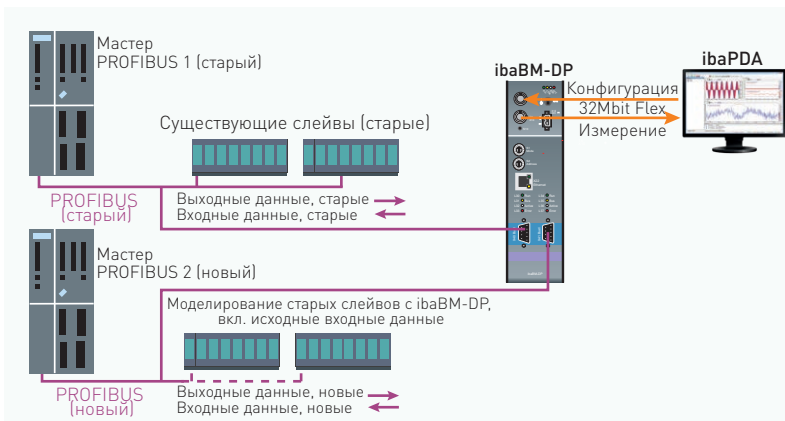 Мастер
PROFIBUS 1 (старый)
ibaBM-DP
ibaPDA
Конфигурация
32Mbit Flex
Измерение
Существующие слейвы (старые)
PROFIBUS
(старый)
Выходные данные, старые
Входные данные, старые
Мастер
PROFIBUS 2 (новый)
Моделирование старых слейвов с ibaBM-DP,
вкл. исходные входные данные
PROFIBUS
(новый)
Выходные данные, новые
Входные данные, новые